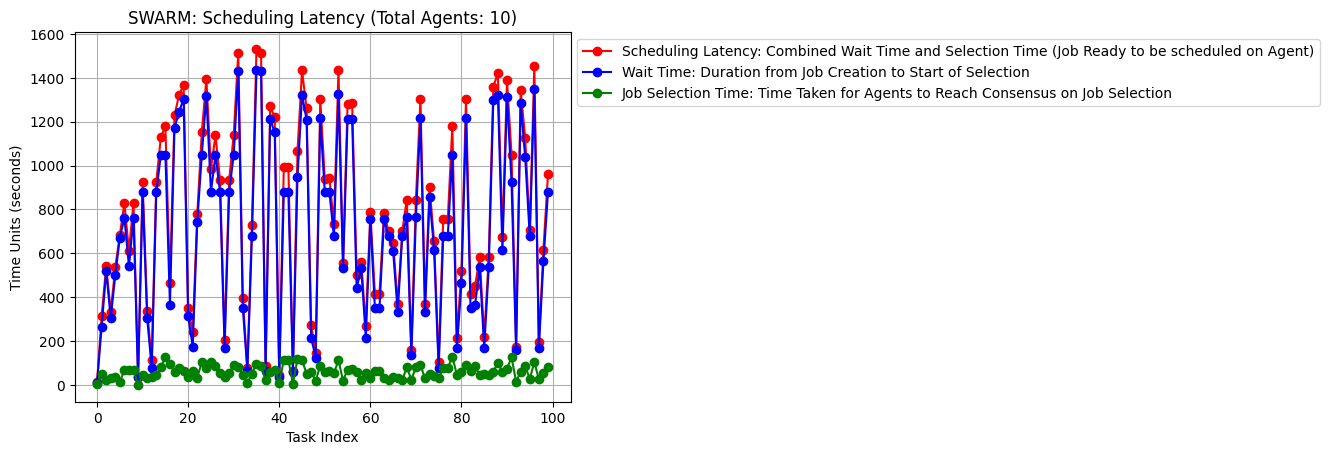 SWARM: Scheduling Latency (Total Agents: 10)
Scheduling Latency: Combined Wait Time and Selection Time (Job Ready to be scheduled on Agent)
Wait Time: Duration from Job Creation to Start of Selection
Job Selection Time: Time Taken for Agents to Reach Consensus on Job Selection
Time Units (seconds)
1600
1400
1200
1000
800
600
400
200
0
0 20 40 60 80 100
Task Index